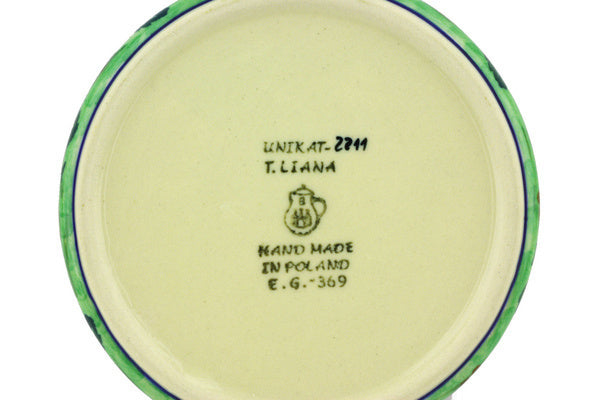 UNIKAT-2711
T.LIANA
HAND MADE
IN POLAND
E.G.-369